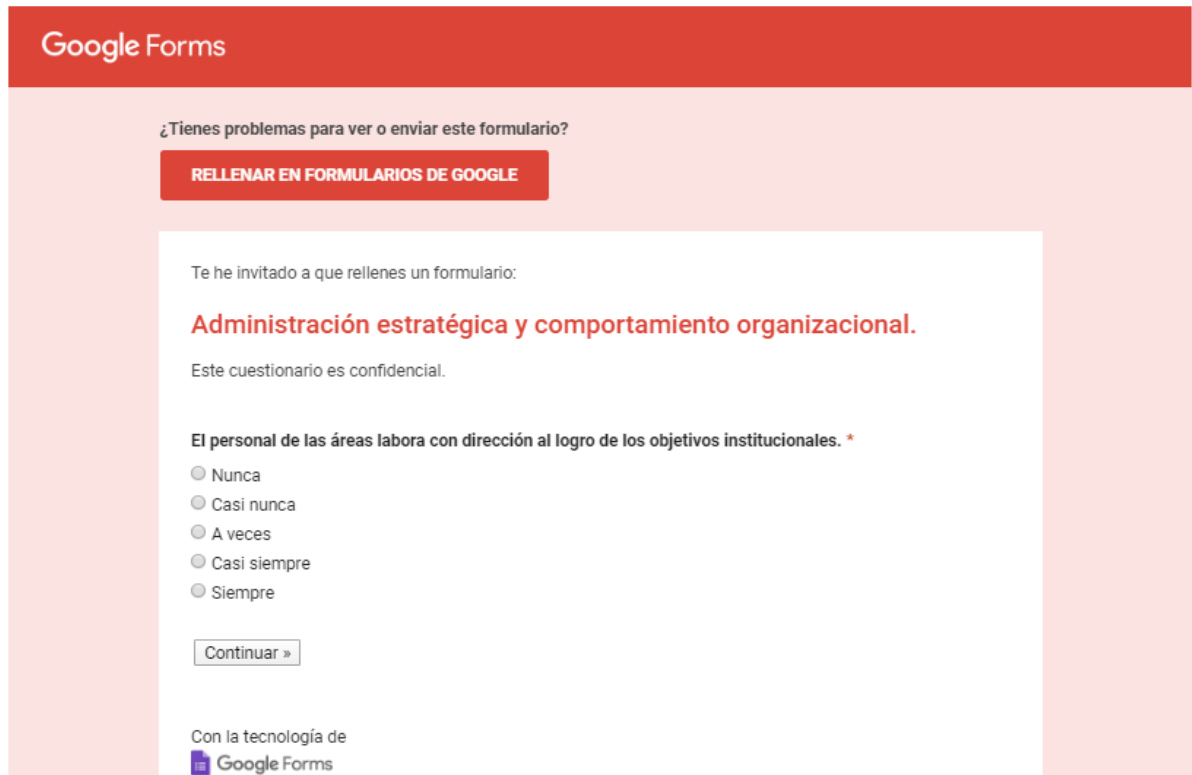 Google Forms
¿Tienes problemas para ver o enviar este formulario?
RELLENAR EN FORMULARIOS DE GOOGLE
Te he invitado a que rellenes un formulario:
Administración estratégica y comportamiento organizacional.
Este cuestionario es confidencial.
El personal de las áreas labora con dirección al logro de los objetivos institucionales. *
Nunca
Casi nunca
A veces
Casi siempre
Siempre
Continuar »
Con la tecnología de
Google Forms